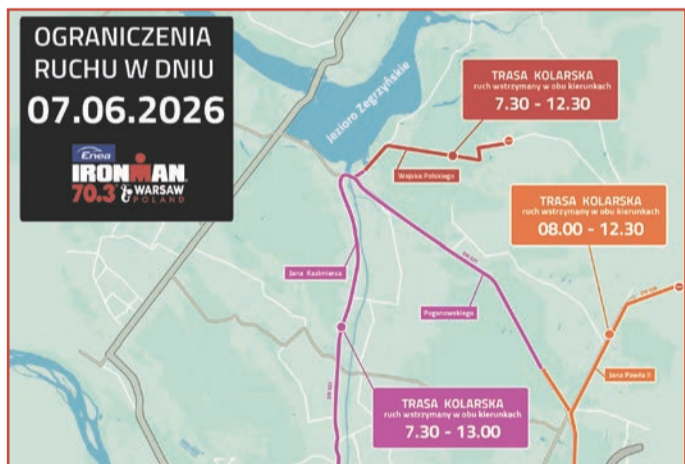 OGRANICZENIA
RUCHU W DNIU
07.06.2026
Enea
IRONMAN
70.3 & WARSAW
POLAND
Jezioro Zegrzyńskie
TRASA KOLARSKA
ruch wstrzymany w obu kierunkach
7.30 - 12.30
Wojska Polskiego
TRASA KOLARSKA
ruch wstrzymany w obu kierunkach
08.00 - 12.30
Jana Kazimierza
Pogonowskiego
Jana Pawła II
TRASA KOLARSKA
ruch wstrzymany w obu kierunkach
7.30 - 13.00